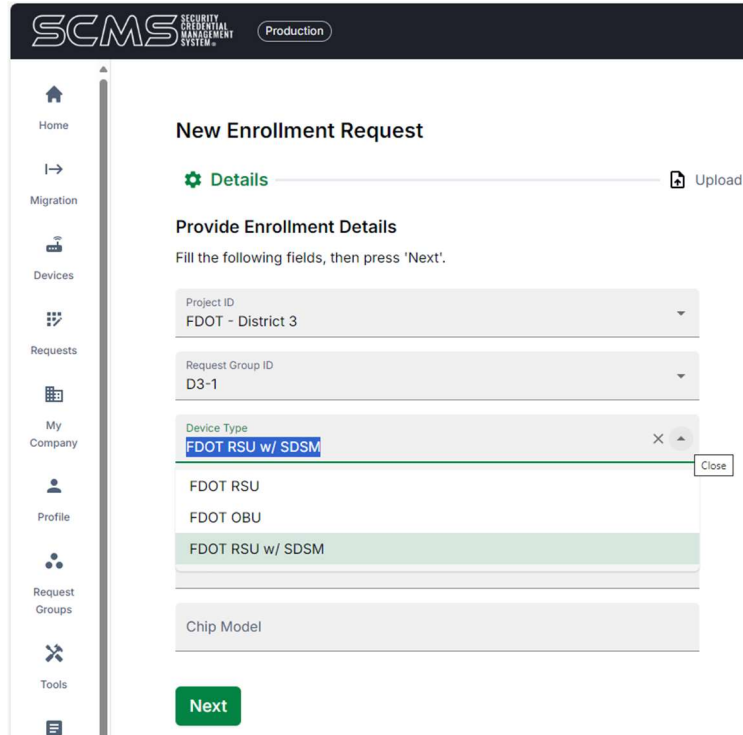 SCMS SECURITY
CREDENTIAL
MANAGEMENT
SYSTEM
Production
Home
Migration
Devices
Requests
My
Company
Profile
Request
Groups
Tools
New Enrollment Request
Details
Upload
Provide Enrollment Details
Fill the following fields, then press 'Next'.
Project ID
FDOT - District 3
Request Group ID
D3-1
Device Type
FDOT RSU w/ SDSM
Close
FDOT RSU
FDOT OBU
FDOT RSU w/ SDSM
Chip Model
Next